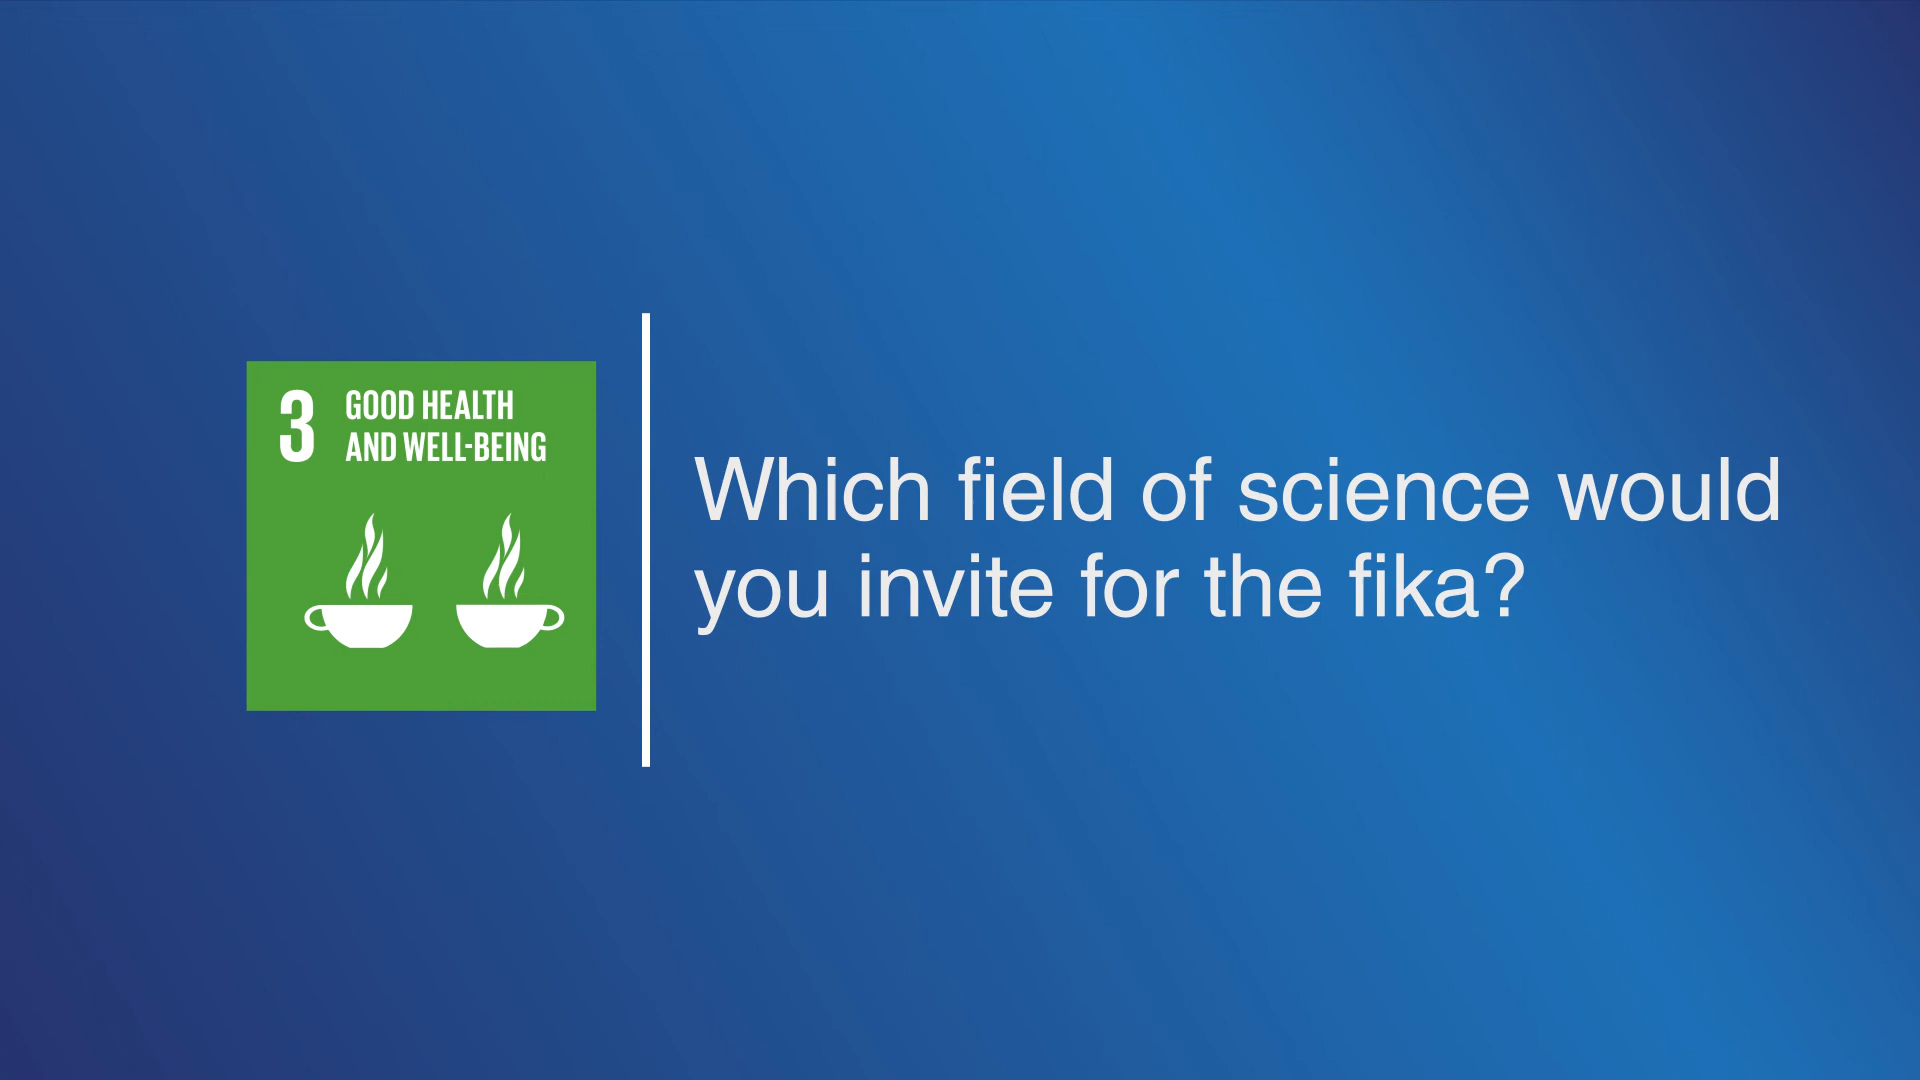 3
GOOD HEALTH
AND WELL-BEING
Which field of science would
you invite for the fika?